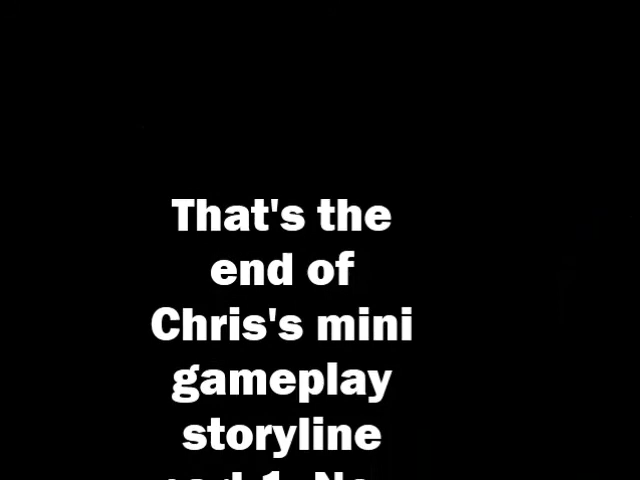 That's the
end of
Chris's mini
gameplay
storyline